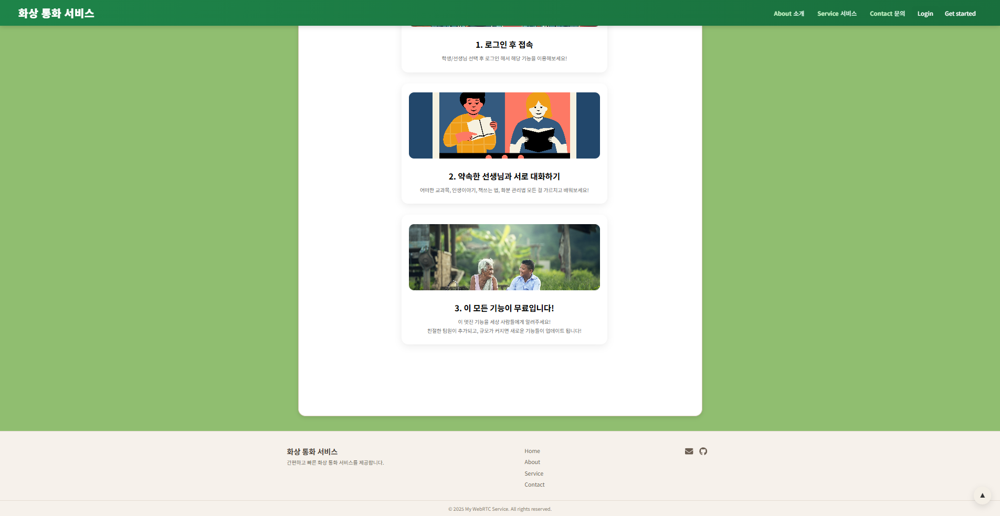 화상 통화 서비스
About 소개
Service 서비스
Contact 문의
Login
Get started
1. 로그인 후 접속
학생/선생님 선택 후 로그인 해서 해당 기능을 이용해보세요!
2. 약속한 선생님과 서로 대화하기
어떠한 교과목, 인생이야기, 책쓰는 법, 화분 관리법 모든 걸 가르치고 배워보세요!
3. 이 모든 기능이 무료입니다!
이 멋진 기능을 세상 사람들에게 알려주세요!
친절한 팀원이 추가되고, 규모가 커지면 새로운 기능들이 업데이트 됩니다!
화상 통화 서비스
간편하고 빠른 화상 통화 서비스를 제공합니다.
Home
About
Service
Contact
© 2025 My WebRTC Service. All rights reserved.